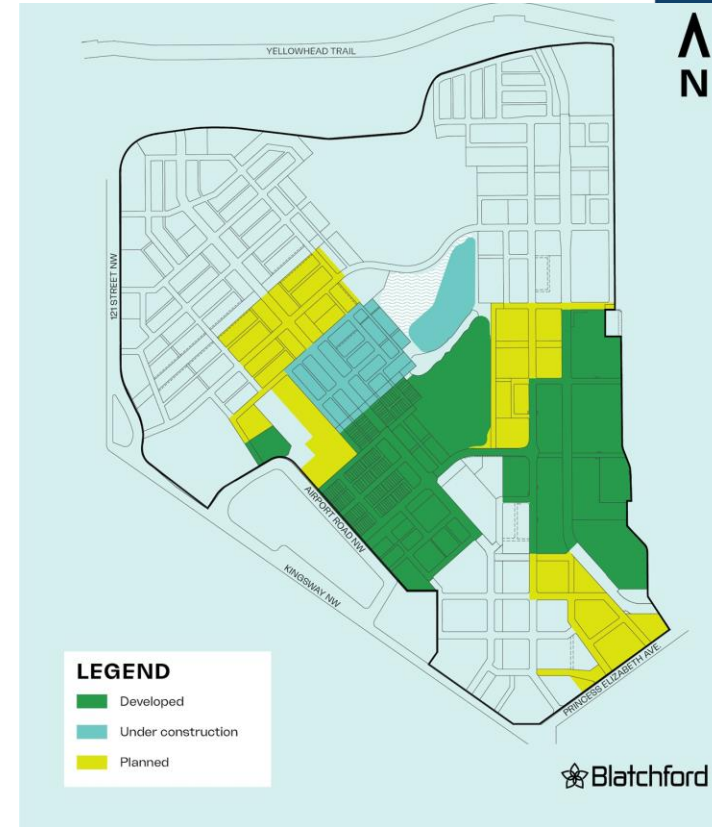 YELLOWHEAD TRAIL
N
121 STREET NW
AIRPORT ROAD NW
KINGSWAY NW
PRINCESS ELIZABETH AVE.
LEGEND
Developed
Under construction
Planned
Blatchford